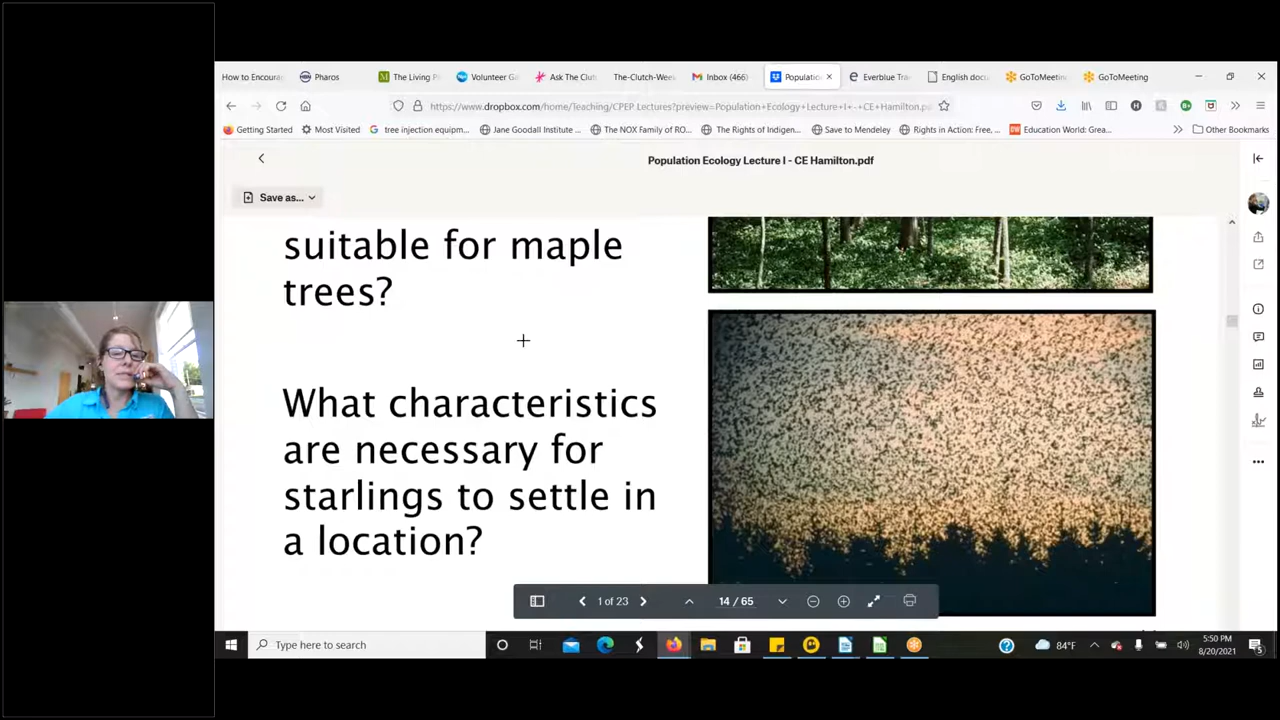 How to Encoura
Pharos
The Living P
Volunteer Ga
Ask The Clut
The-Clutch-Wee
Inbox (466)
Populatio
Everblue Tra
English docu
GoToMeetin
GoToMeeting
https://www.dropbox.com/home/Teaching/CPEP Lectures?preview=Population+Ecology+Lecture+I+-+CE+Hamilton.p
Getting Started
Most Visited
tree injection equipm...
Jane Goodall Institute ...
The NOX Family of RO...
The Rights of Indigen...
Save to Mendeley
Rights in Action: Free, ...
Education World: Grea...
Other Bookmarks
Population Ecology Lecture I - CE Hamilton.pdf
Save as...
suitable for maple
trees?
What characteristics
are necessary for
starlings to settle in
a location?
1 of 23
14 / 65
Type here to search
84°F
5:50 PM
8/20/2021